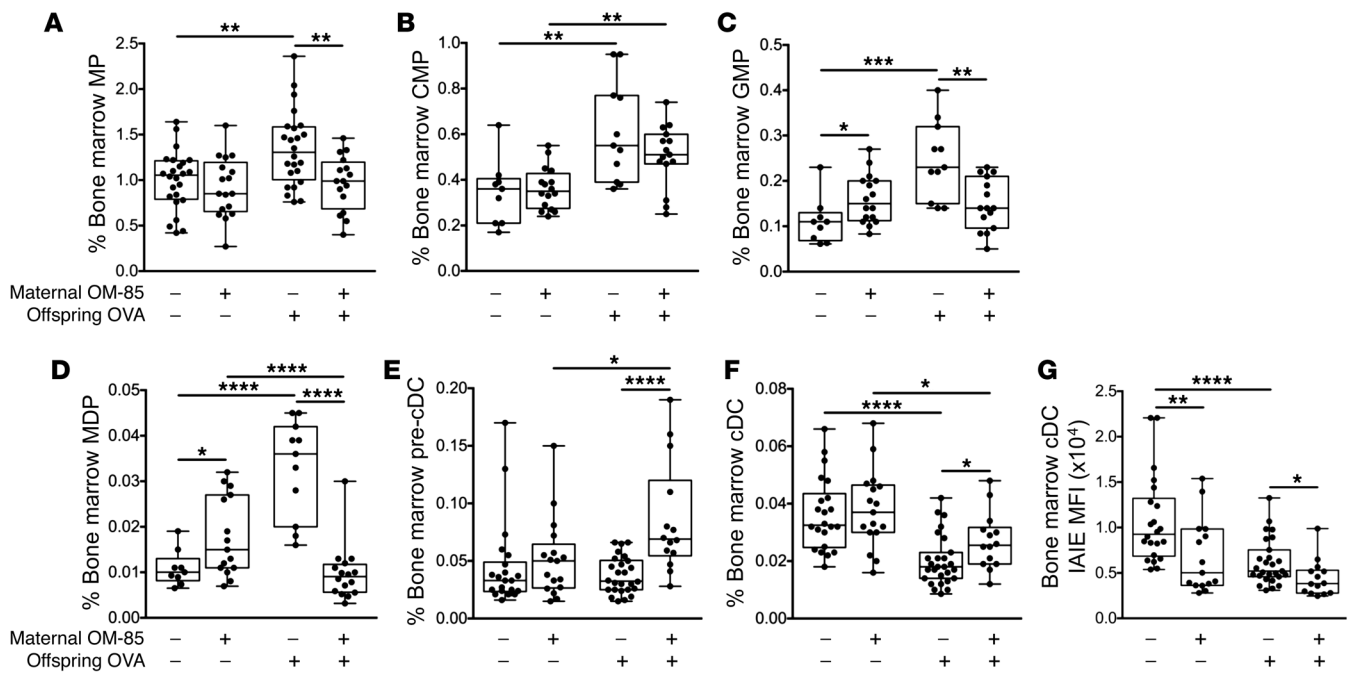 A
B
C
** ** ** ** *** ** *
% Bone marrow MP
2.5
2.0
1.5
1.0
0.5
0.0
% Bone marrow CMP
1.0
0.8
0.6
0.4
0.2
0.0
% Bone marrow GMP
0.5
0.4
0.3
0.2
0.1
0.0
Maternal OM-85 – + – + – + – + – + – +
Offspring OVA – – + + – – + + – – + +
D
E
F
G
**** **** **** * * **** * **** * **** ** *
% Bone marrow MDP
0.05
0.04
0.03
0.02
0.01
0.00
% Bone marrow pre-cDC
0.20
0.15
0.10
0.05
0.00
% Bone marrow cDC
0.08
0.06
0.04
0.02
0.00
Bone marrow cDC
IAIE MFI (x10⁴)
2.5
2.0
1.5
1.0
0.5
0.0
Maternal OM-85 – + – + – + – + – + – + – + – +
Offspring OVA – – + + – – + + – – + + – – + +